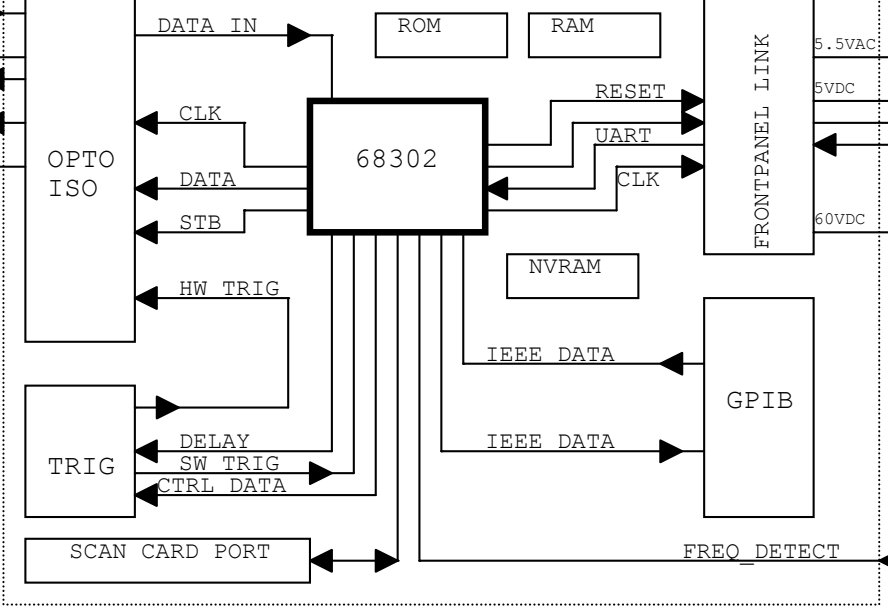 DATA IN
ROM
RAM
5.5VAC
RESET
5VDC
CLK
UART
68302
OPTO
ISO
DATA
CLK
FRONTPANEL LINK
STB
60VDC
NVRAM
HW TRIG
IEEE DATA
GPIB
DELAY
IEEE DATA
SW TRIG
TRIG
CTRL DATA
SCAN CARD PORT
FREQ_DETECT